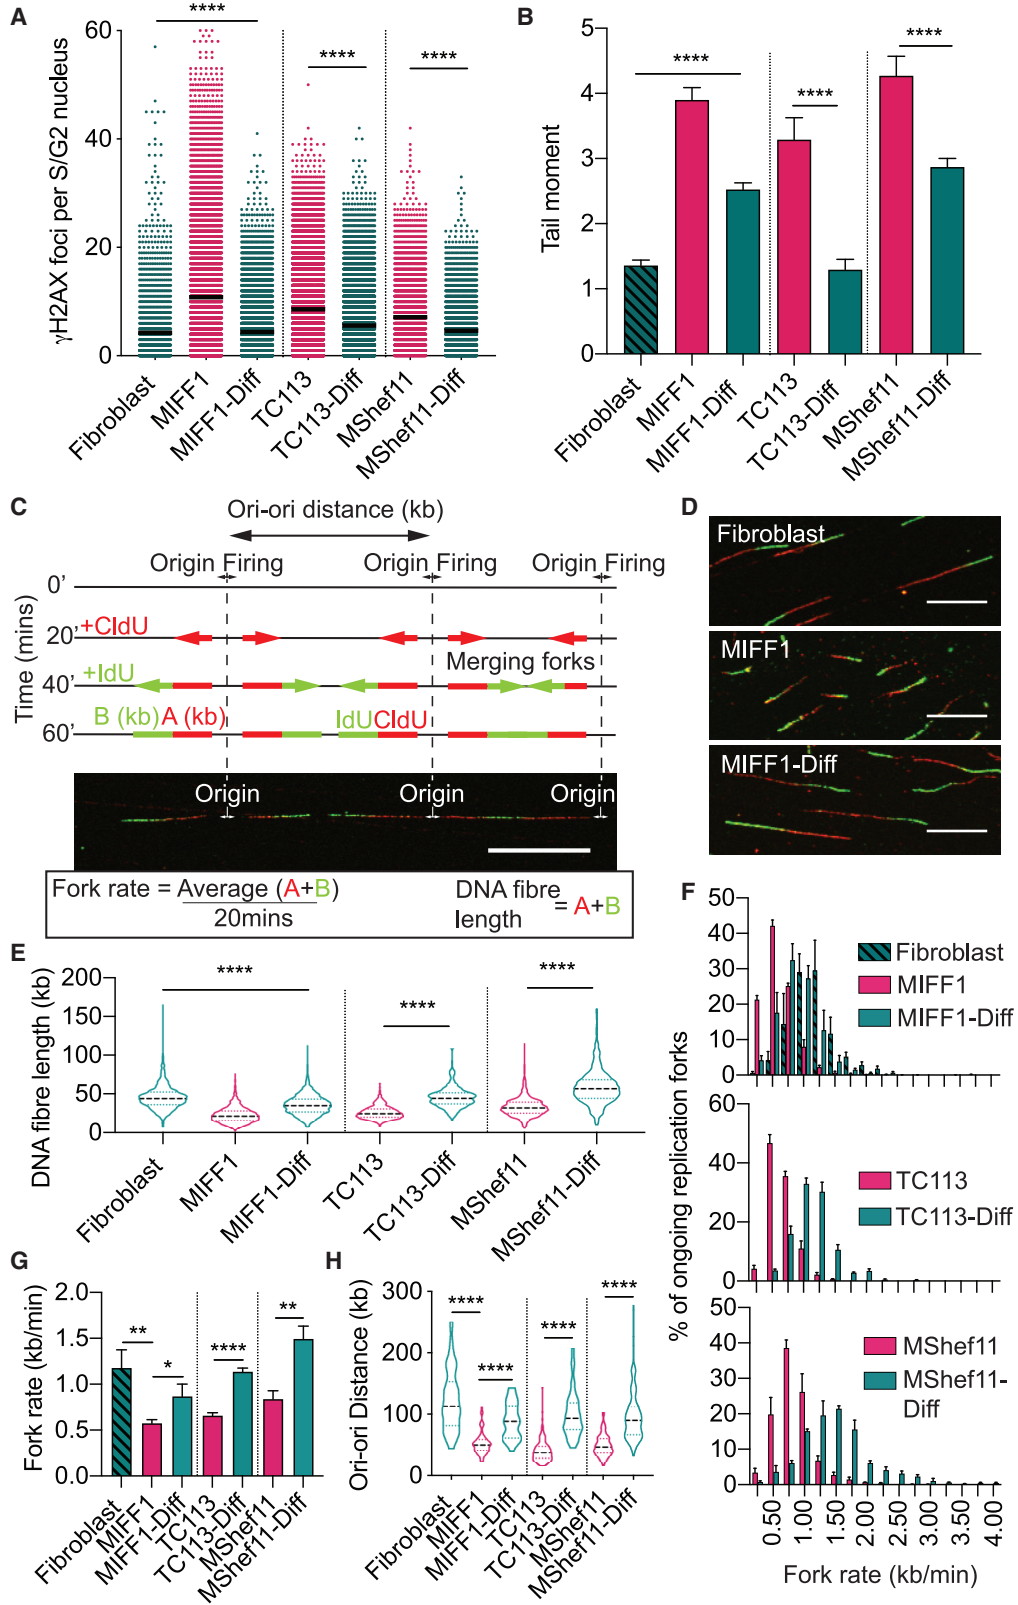 A
γH2AX foci per S/G2 nucleus
60
40
20
0
****
****
****
Fibroblast
MIFF1
MIFF1-Diff
TC113
TC113-Diff
MShef11
MShef11-Diff
B
Tail moment
5
4
3
2
1
0
****
****
****
Fibroblast
MIFF1
MIFF1-Diff
TC113
TC113-Diff
MShef11
MShef11-Diff
C
Ori-ori distance (kb)
Origin Firing
Origin Firing
Origin Firing
Time (mins)
0'
20'
+CldU
40'
+IdU
Merging forks
60'
B (kb) A (kb)
IdU CldU
Origin
Origin
Origin
Fork rate = Average (A+B)
20mins
DNA fibre
length
= A+B
D
Fibroblast
MIFF1
MIFF1-Diff
E
DNA fibre length (kb)
200
150
100
50
0
****
****
****
Fibroblast
MIFF1
MIFF1-Diff
TC113
TC113-Diff
MShef11
MShef11-Diff
F
% of ongoing replication forks
50
40
30
20
10
0
Fibroblast
MIFF1
MIFF1-Diff
60
40
20
0
TC113
TC113-Diff
50
40
30
20
10
0
MShef11
MShef11-
Diff
0.50
1.00
1.50
2.00
2.50
3.00
3.50
4.00
Fork rate (kb/min)
G
Fork rate (kb/min)
2.0
1.5
1.0
0.5
0.0
**
*
****
**
Fibroblast
MIFF1
MIFF1-Diff
TC113
TC113-Diff
MShef11
MShef11-Diff
H
Ori-ori Distance (kb)
300
200
100
0
****
****
****
****
Fibroblast
MIFF1
MIFF1-Diff
TC113
TC113-Diff
MShef11
MShef11-Diff